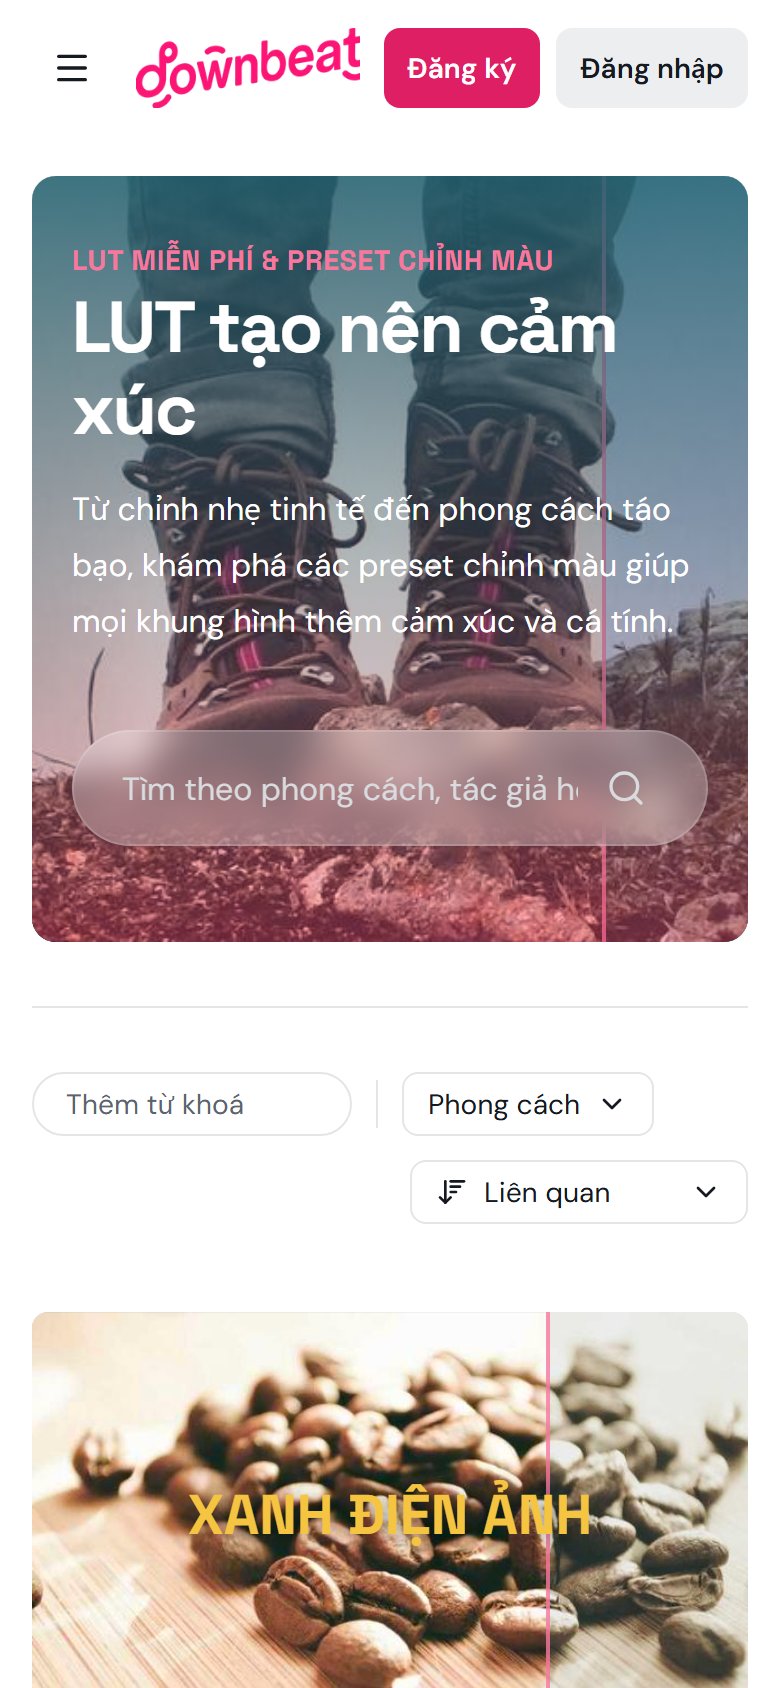 downbeat
Đăng ký
Đăng nhập
LUT MIỄN PHÍ & PRESET CHỈNH MÀU
LUT tạo nên cảm
xúc
Từ chỉnh nhẹ tinh tế đến phong cách táo
bạo, khám phá các preset chỉnh màu giúp
mọi khung hình thêm cảm xúc và cá tính.
Tìm theo phong cách, tác giả
Thêm từ khoá
Phong cách
Liên quan
XANH ĐIỆN ẢNH